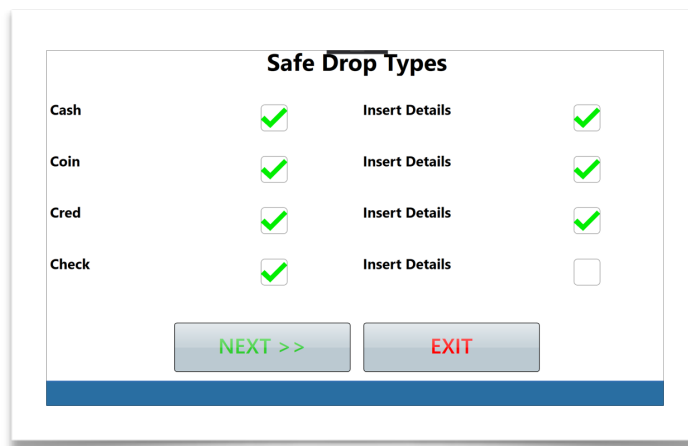 Safe Drop Types
Cash Insert Details
Coin Insert Details
Cred Insert Details
Check Insert Details
NEXT >> EXIT